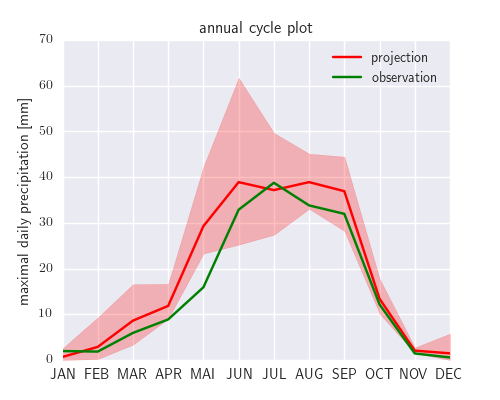 annual cycle plot
70
60
50
40
30
20
10
0
maximal daily precipitation [mm]
projection
observation
JAN FEB MAR APR MAI JUN JUL AUG SEP OCT NOV DEC